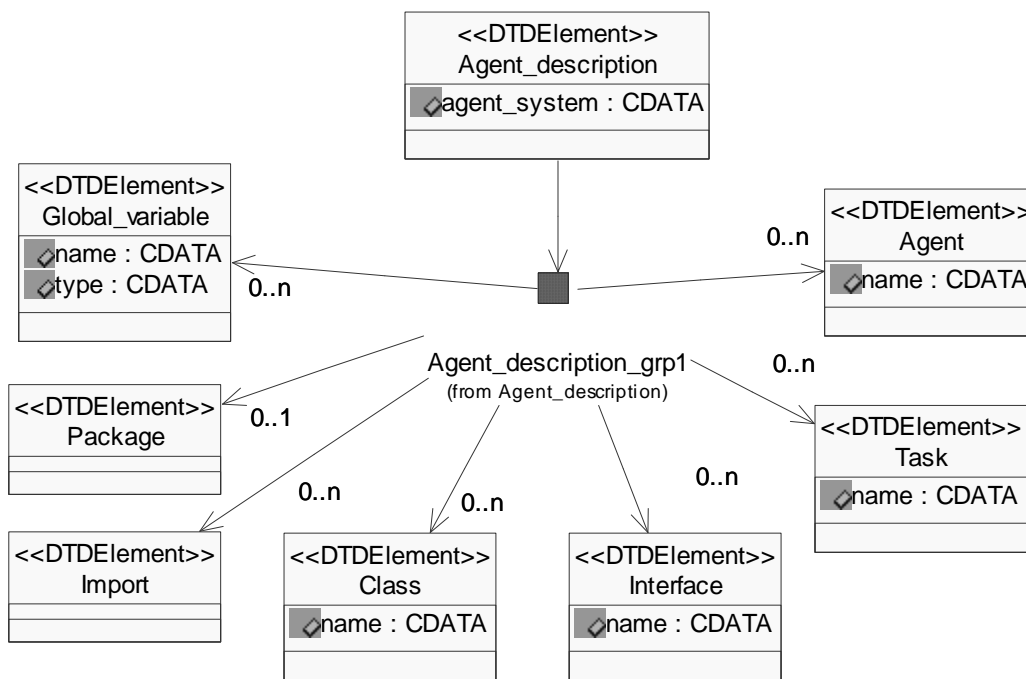 <<DTDElement>>
Agent_description
agent_system : CDATA
<<DTDElement>>
Global_variable
name : CDATA
type : CDATA
0..n
0..n
<<DTDElement>>
Agent
name : CDATA
Agent_description_grp1
(from Agent_description)
<<DTDElement>>
Package
0..1
0..n
<<DTDElement>>
Task
name : CDATA
0..n
0..n
0..n
<<DTDElement>>
Import
<<DTDElement>>
Class
name : CDATA
<<DTDElement>>
Interface
name : CDATA